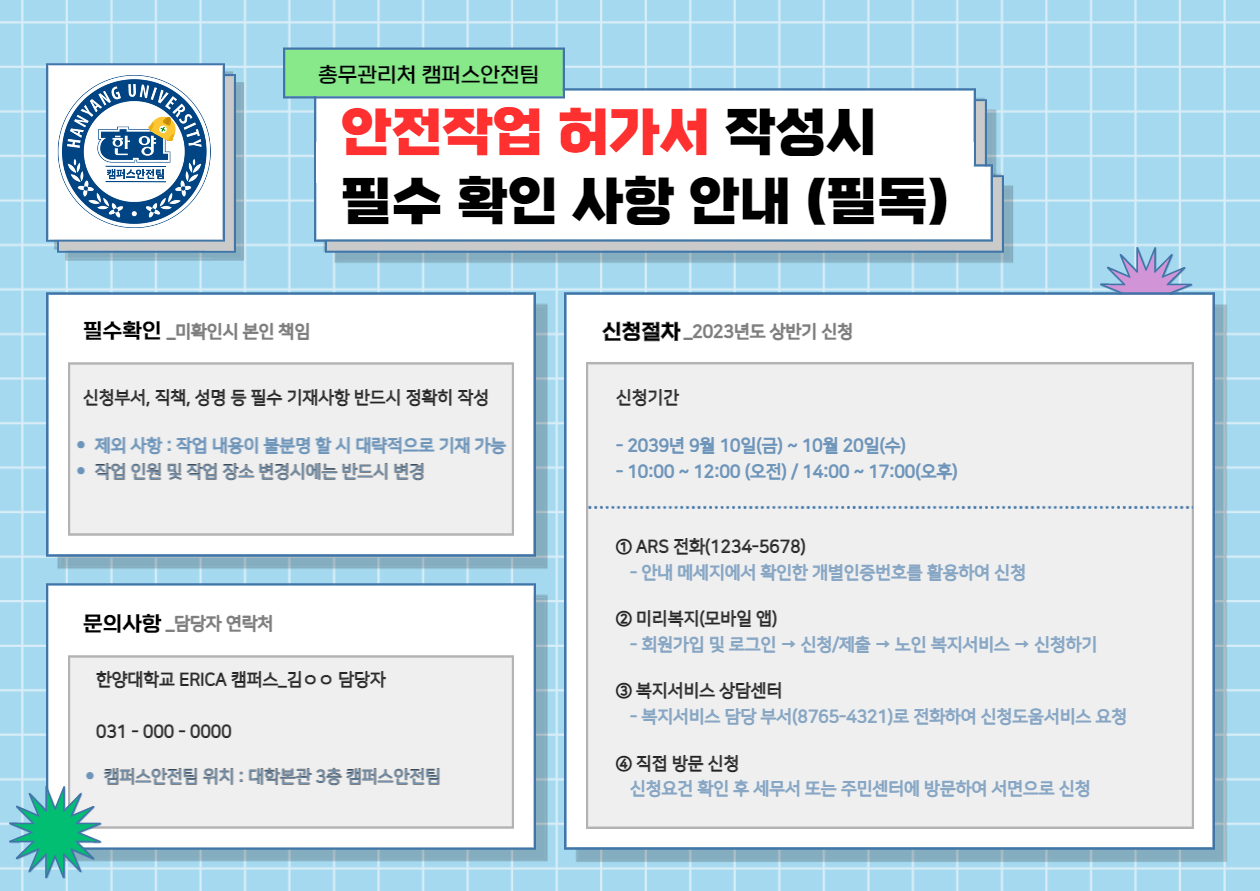 HANYANG UNIVERSITY
한양
캠퍼스안전팀
총무관리처 캠퍼스안전팀
안전작업 허가서 작성시
필수 확인 사항 안내 (필독)
필수확인 _미확인시 본인 책임
신청부서, 직책, 성명 등 필수 기재사항 반드시 정확히 작성
• 제외 사항 : 작업 내용이 불분명 할 시 대략적으로 기재 가능
• 작업 인원 및 작업 장소 변경시에는 반드시 변경
문의사항 _담당자 연락처
한양대학교 ERICA 캠퍼스_김ㅇㅇ 담당자
031 - 000 - 0000
• 캠퍼스안전팀 위치 : 대학본관 3층 캠퍼스안전팀
신청절차 _2023년도 상반기 신청
신청기간
- 2039년 9월 10일(금) ~ 10월 20일(수)
- 10:00 ~ 12:00 (오전) / 14:00 ~ 17:00(오후)
① ARS 전화(1234-5678)
- 안내 메세지에서 확인한 개별인증번호를 활용하여 신청
② 미리복지(모바일 앱)
- 회원가입 및 로그인 → 신청/제출 → 노인 복지서비스 → 신청하기
③ 복지서비스 상담센터
- 복지서비스 담당 부서(8765-4321)로 전화하여 신청도움서비스 요청
④ 직접 방문 신청
신청요건 확인 후 세무서 또는 주민센터에 방문하여 서면으로 신청